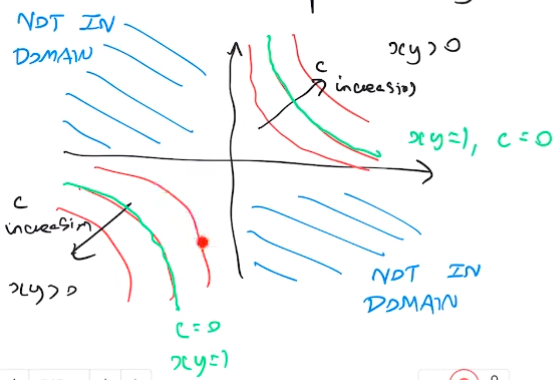 NOT IN
DOMAIN
xy>0
c
increasing
xy=1, c=0
c
increasing
xy>0
NOT IN
DOMAIN
c=0
xy=1